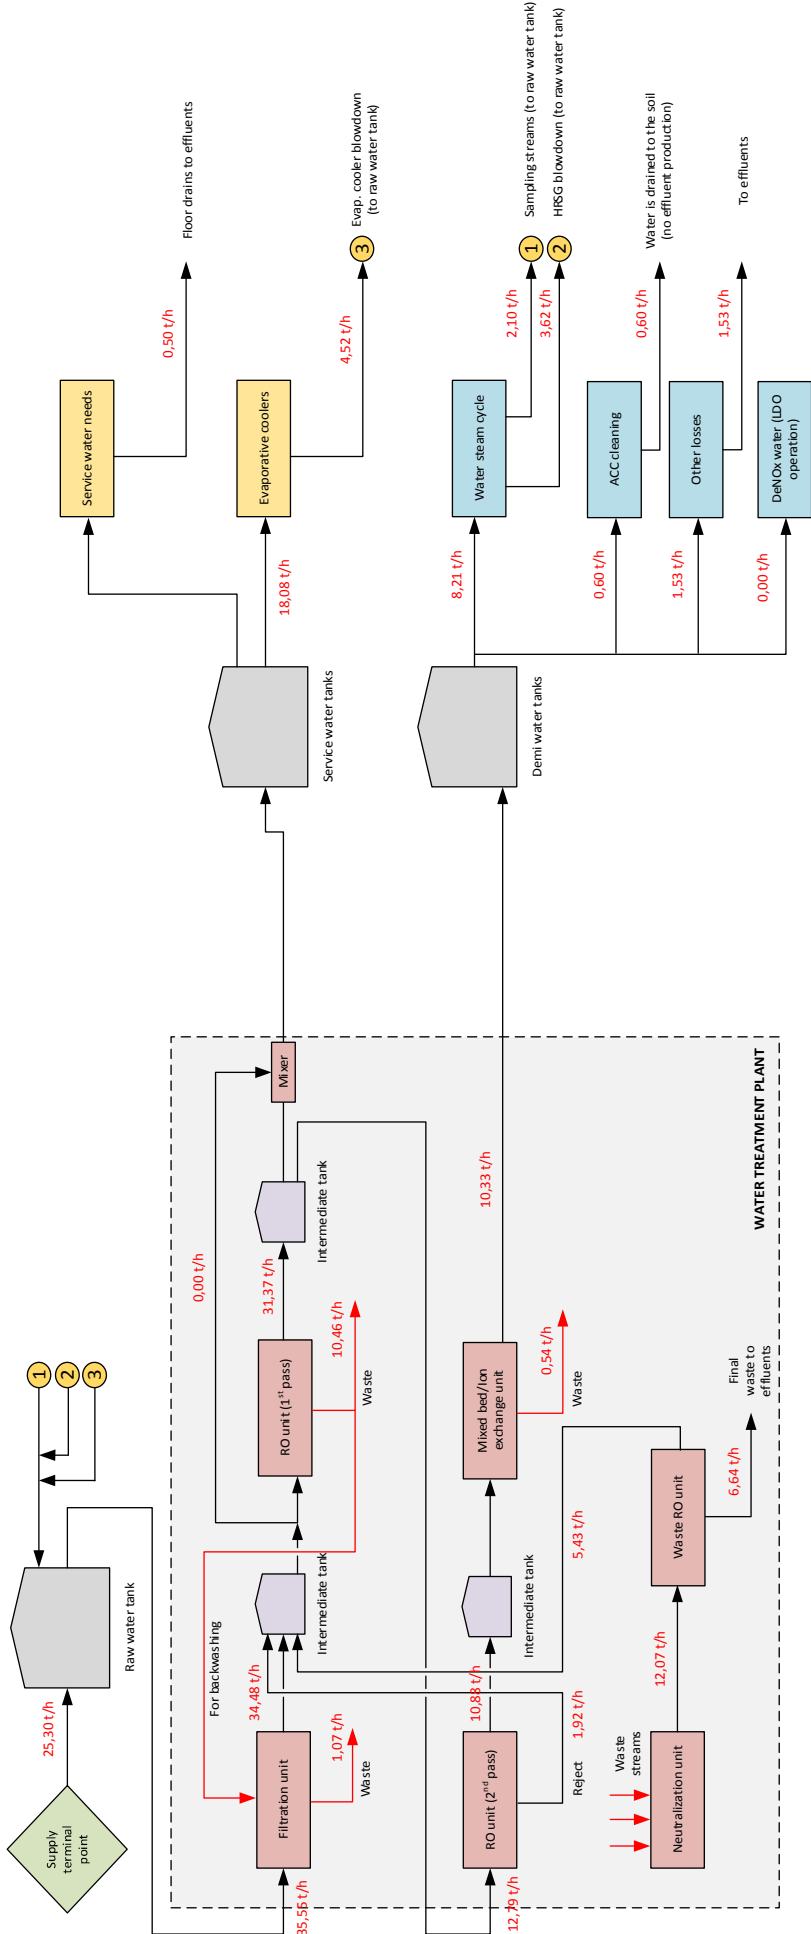 Supply
terminal
point
25,30 t/h
Raw water tank
1
2
3
35,55 t/h
Filtration unit
1,07 t/h
Waste
For backwashing
34,48 t/h
Intermediate tank
0,00 t/h
RO unit (1st pass)
10,46 t/h
Waste
31,37 t/h
Intermediate tank
Mixer
12,79 t/h
RO unit (2nd pass)
Reject
1,92 t/h
10,88 t/h
Intermediate tank
Mixed bed/Ion
exchange unit
0,54 t/h
Waste
10,33 t/h
Waste
streams
Neutralization unit
12,07 t/h
5,43 t/h
Waste RO unit
6,64 t/h
Final
waste to
effluents
WATER TREATMENT PLANT
Service water tanks
18,08 t/h
Service water needs
0,50 t/h
Floor drains to effluents
Evaporative coolers
4,52 t/h
3
Evap. cooler blowdown
(to raw water tank)
Demi water tanks
8,21 t/h
Water steam cycle
2,10 t/h
3,62 t/h
1
Sampling streams (to raw water tank)
2
HRSG blowdown (to raw water tank)
0,60 t/h
ACC cleaning
0,60 t/h
Water is drained to the soil
(no effluent production)
1,53 t/h
Other losses
1,53 t/h
To effluents
0,00 t/h
DeNOx water (LDO
operation)